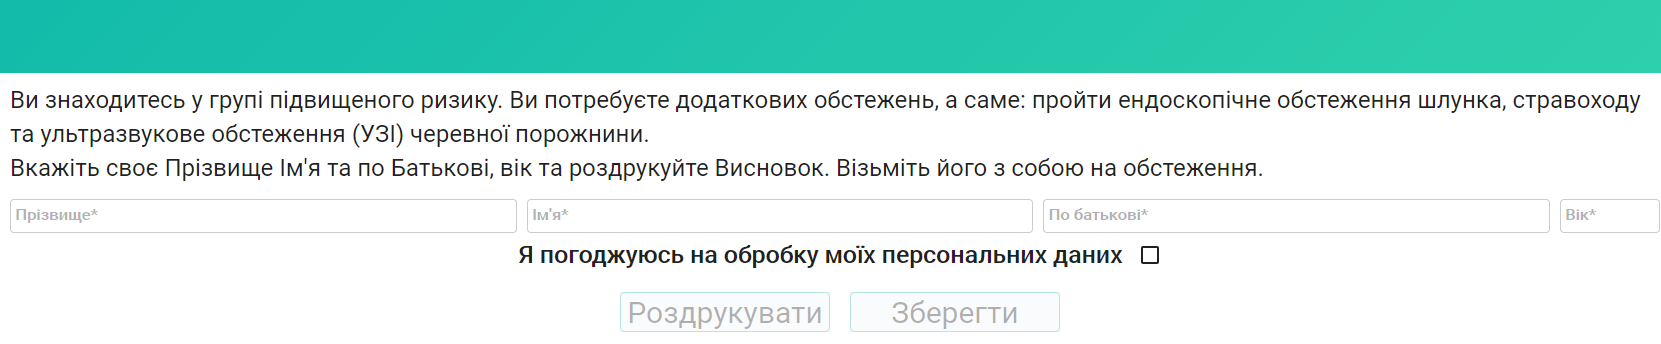 Ви знаходитесь у групі підвищеного ризику. Ви потребуєте додаткових обстежень, а саме: пройти ендоскопічне обстеження шлунка, стравоходу
та ультразвукове обстеження (УЗІ) черевної порожнини.
Вкажіть своє Прізвище Ім'я та по Батькові, вік та роздрукуйте Висновок. Візьміть його з собою на обстеження.
Прізвище* Ім'я* По батькові* Вік*
Я погоджуюсь на обробку моїх персональних даних
Роздрукувати Зберегти